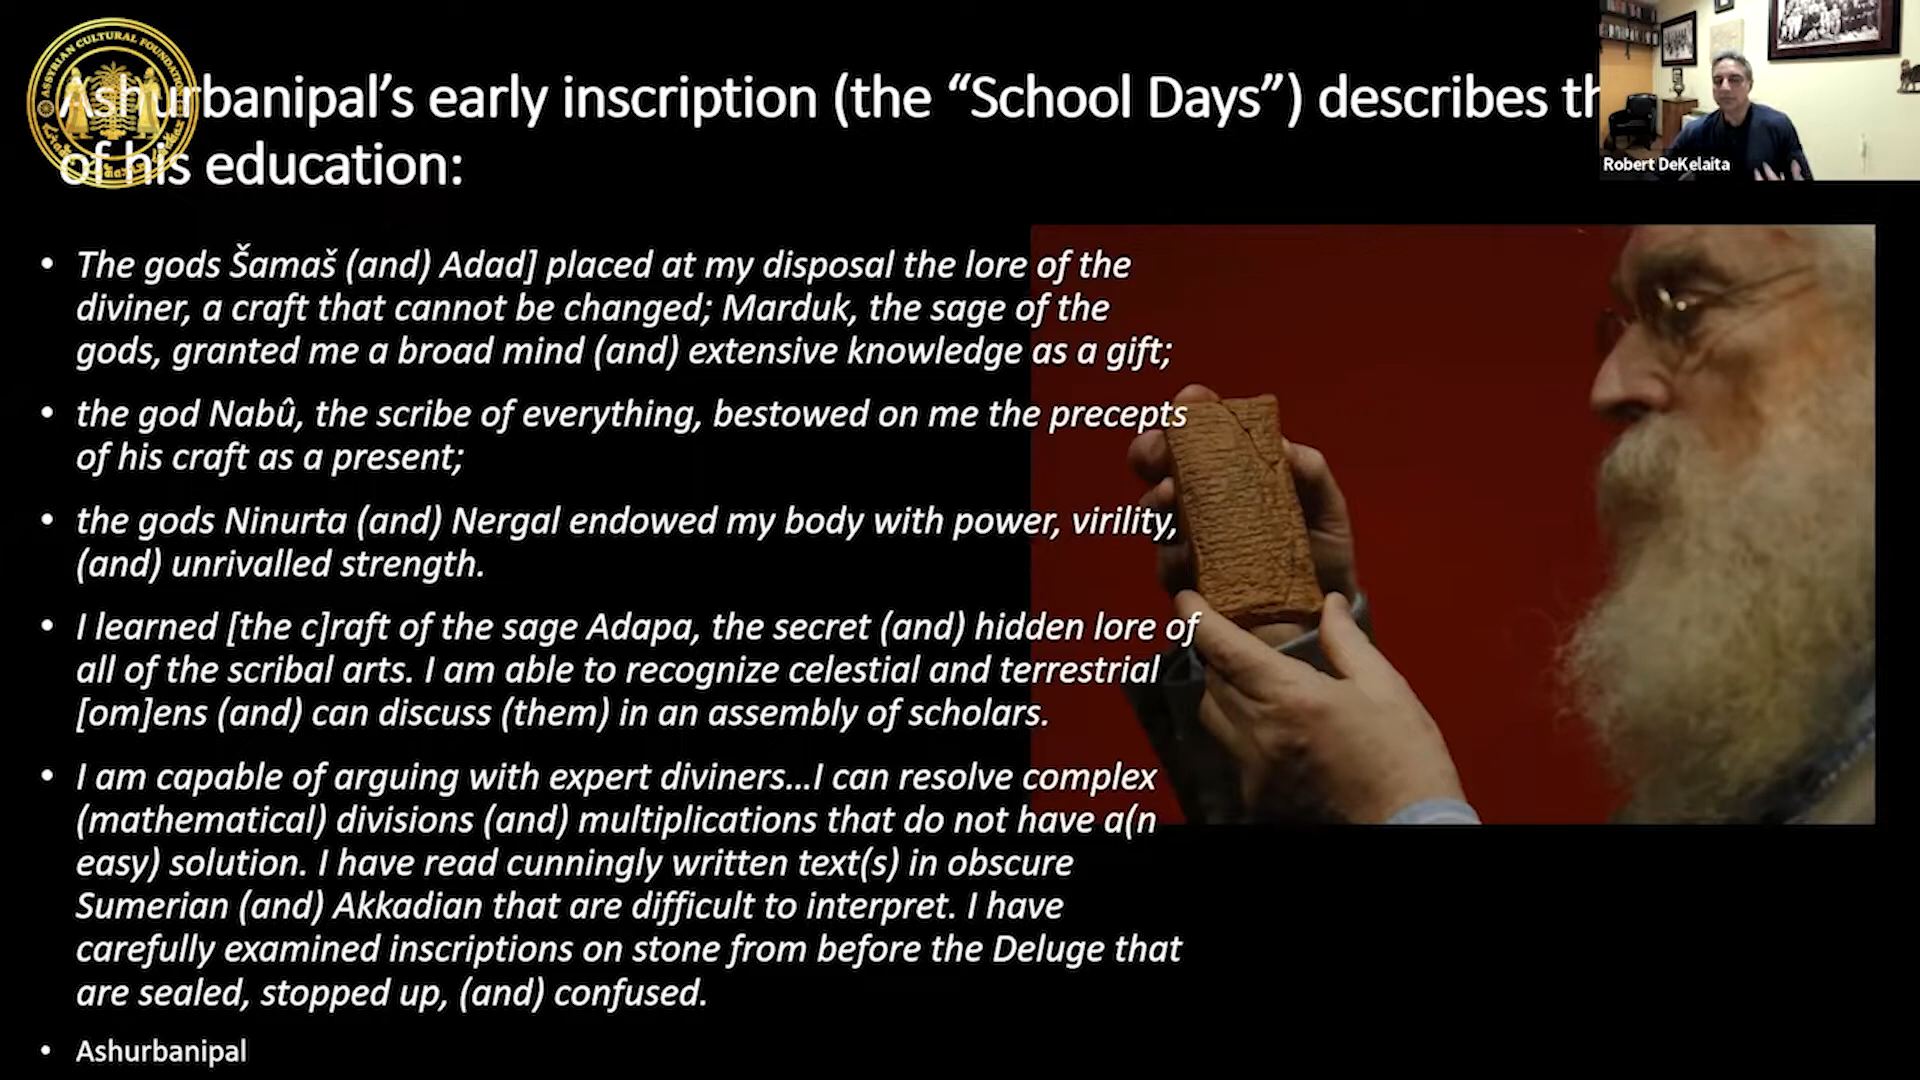 ASSYRIAN CULTURAL FOUNDATION
Ashurbanipal’s early inscription (the “School Days”) describes th
of his education:
Robert DeKelaita
• The gods Šamaš (and) Adad] placed at my disposal the lore of the
diviner, a craft that cannot be changed; Marduk, the sage of the
gods, granted me a broad mind (and) extensive knowledge as a gift;
• the god Nabû, the scribe of everything, bestowed on me the precepts
of his craft as a present;
• the gods Ninurta (and) Nergal endowed my body with power, virility,
(and) unrivalled strength.
• I learned [the c]raft of the sage Adapa, the secret (and) hidden lore of
all of the scribal arts. I am able to recognize celestial and terrestrial
[om]ens (and) can discuss (them) in an assembly of scholars.
• I am capable of arguing with expert diviners...I can resolve complex
(mathematical) divisions (and) multiplications that do not have a(n
easy) solution. I have read cunningly written text(s) in obscure
Sumerian (and) Akkadian that are difficult to interpret. I have
carefully examined inscriptions on stone from before the Deluge that
are sealed, stopped up, (and) confused.
• Ashurbanipal